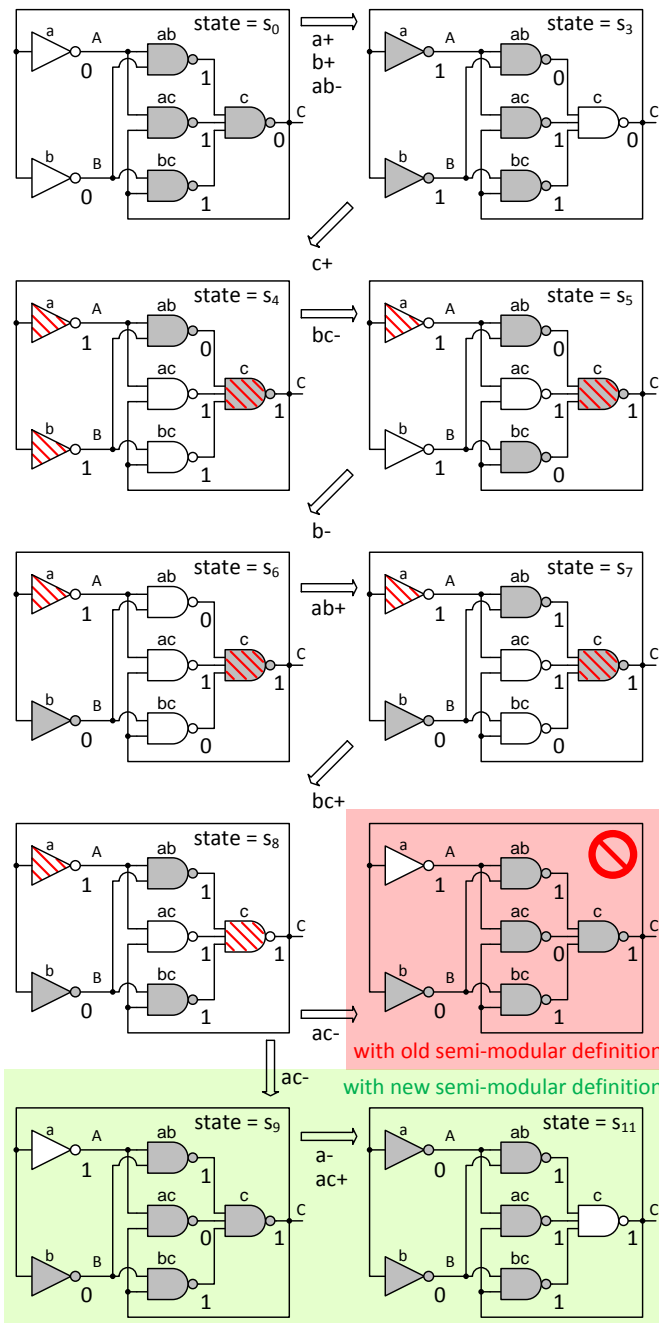 state = s0
a
A
0
ab
1
ac
1
c
0
C
b
B
0
bc
1
a+
b+
ab-
state = s3
a
A
1
ab
0
ac
1
c
0
C
b
B
1
bc
1
c+
state = s4
a
A
1
ab
0
ac
1
c
1
C
b
B
1
bc
1
bc-
state = s5
a
A
1
ab
0
ac
1
c
1
C
b
B
1
bc
0
b-
state = s6
a
A
1
ab
0
ac
1
c
1
C
b
B
0
bc
0
ab+
state = s7
a
A
1
ab
1
ac
1
c
1
C
b
B
0
bc
0
bc+
state = s8
a
A
1
ab
1
ac
1
c
1
C
b
B
0
bc
1
ac-
a
A
1
ab
1
ac
0
c
1
C
b
B
0
bc
1
with old semi-modular definition
ac-
with new semi-modular definition
state = s9
a
A
1
ab
1
ac
0
c
1
C
b
B
0
bc
1
a-
ac+
state = s11
a
A
0
ab
1
ac
1
c
1
C
b
B
0
bc
1